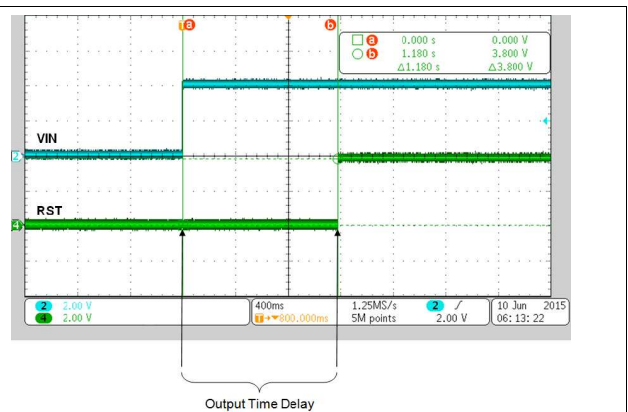 T a b
a 0.000 s 0.000 V
b 1.180 s 3.800 V
Δ1.180 s Δ3.800 V
VIN
2
RST
4
2 2.00 V
4 2.00 V
400ms
T→▼800.000ms
1.25MS/s
5M points
2 ∫
2.00 V
10 Jun 2015
06:13:22
Output Time Delay